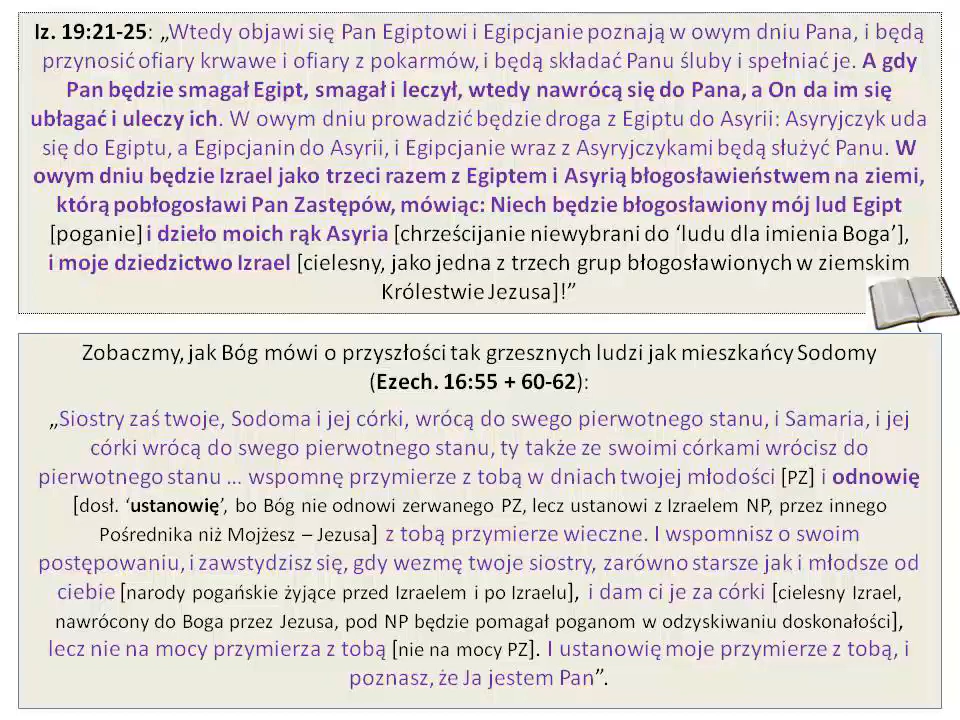 Iz. 19:21-25: „Wtedy objawi się Pan Egiptowi i Egipcjanie poznają w owym dniu Pana, i będą
przynosić ofiary krwawe i ofiary z pokarmów, i będą składać Panu śluby i spełniać je. A gdy
Pan będzie smagał Egipt, smagał i leczył, wtedy nawrócą się do Pana, a On da im się
ubłagać i uleczy ich. W owym dniu prowadzić będzie droga z Egiptu do Asyrii: Asyryjczyk uda
się do Egiptu, a Egipcjanin do Asyrii, i Egipcjanie wraz z Asyryjczykami będą służyć Panu. W
owym dniu będzie Izrael jako trzeci razem z Egiptem i Asyrią błogosławieństwem na ziemi,
którą pobłogosławi Pan Zastępów, mówiąc: Niech będzie błogosławiony mój lud Egipt
[poganie] i dzieło moich rąk Asyria [chrześcijanie niewybrani do ‘ludu dla imienia Boga’],
i moje dziedzictwo Izrael [cielesny, jako jedna z trzech grup błogosławionych w ziemskim
Królestwie Jezusa]!”
Zobaczmy, jak Bóg mówi o przyszłości tak grzesznych ludzi jak mieszkańcy Sodomy
(Ezech. 16:55 + 60-62):
„Siostry zaś twoje, Sodoma i jej córki, wrócą do swego pierwotnego stanu, i Samaria, i jej
córki wrócą do swego pierwotnego stanu, ty także ze swoimi córkami wrócisz do
pierwotnego stanu ... wspomnę przymierze z tobą w dniach twojej młodości [PZ] i odnowię
[dosł. ‘ustanowię’, bo Bóg nie odnowi zerwanego PZ, lecz ustanowi z Izraelem NP, przez innego
Pośrednika niż Mojżesz – Jezusa] z tobą przymierze wieczne. I wspomnisz o swoim
postępowaniu, i zawstydzisz się, gdy wezmę twoje siostry, zarówno starsze jak i młodsze od
ciebie [narody pogańskie żyjące przed Izraelem i po Izraelu], i dam ci je za córki [cielesny Izrael,
nawrócony do Boga przez Jezusa, pod NP będzie pomagał poganom w odzyskiwaniu doskonałości],
lecz nie na mocy przymierza z tobą [nie na mocy PZ]. I ustanowię moje przymierze z tobą, i
poznasz, że Ja jestem Pan”.